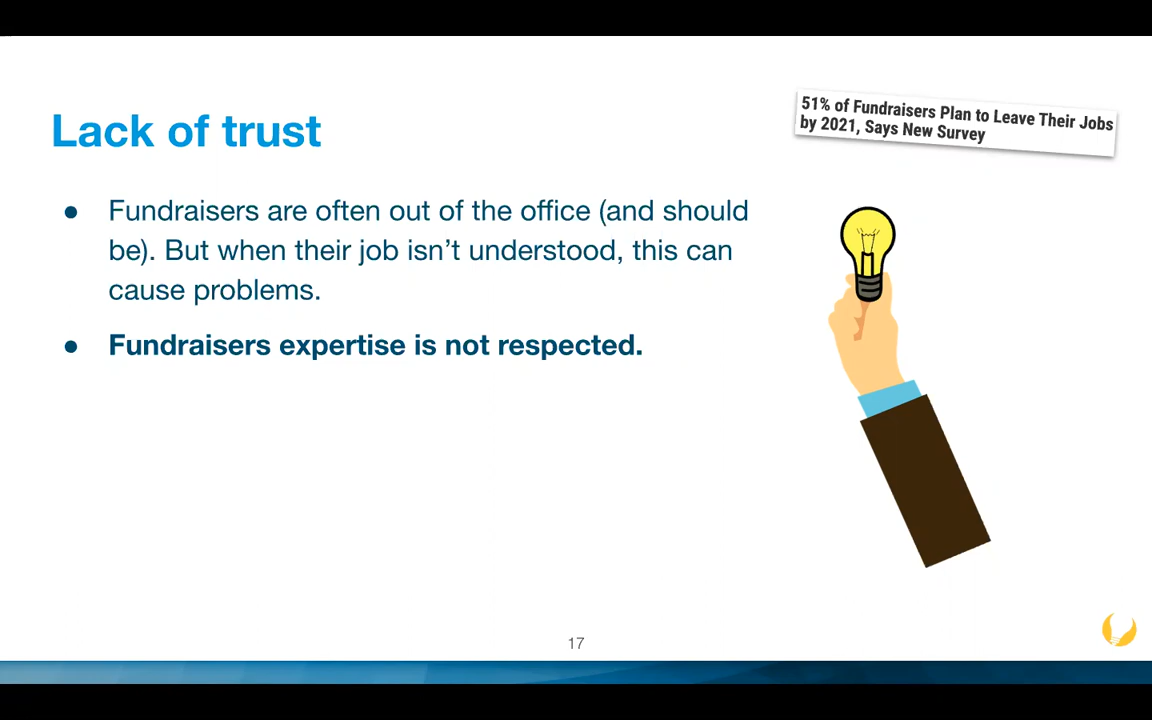 51% of Fundraisers Plan to Leave Their Jobs
by 2021, Says New Survey
Lack of trust
● Fundraisers are often out of the office (and should
be). But when their job isn’t understood, this can
cause problems.
● Fundraisers expertise is not respected.
17